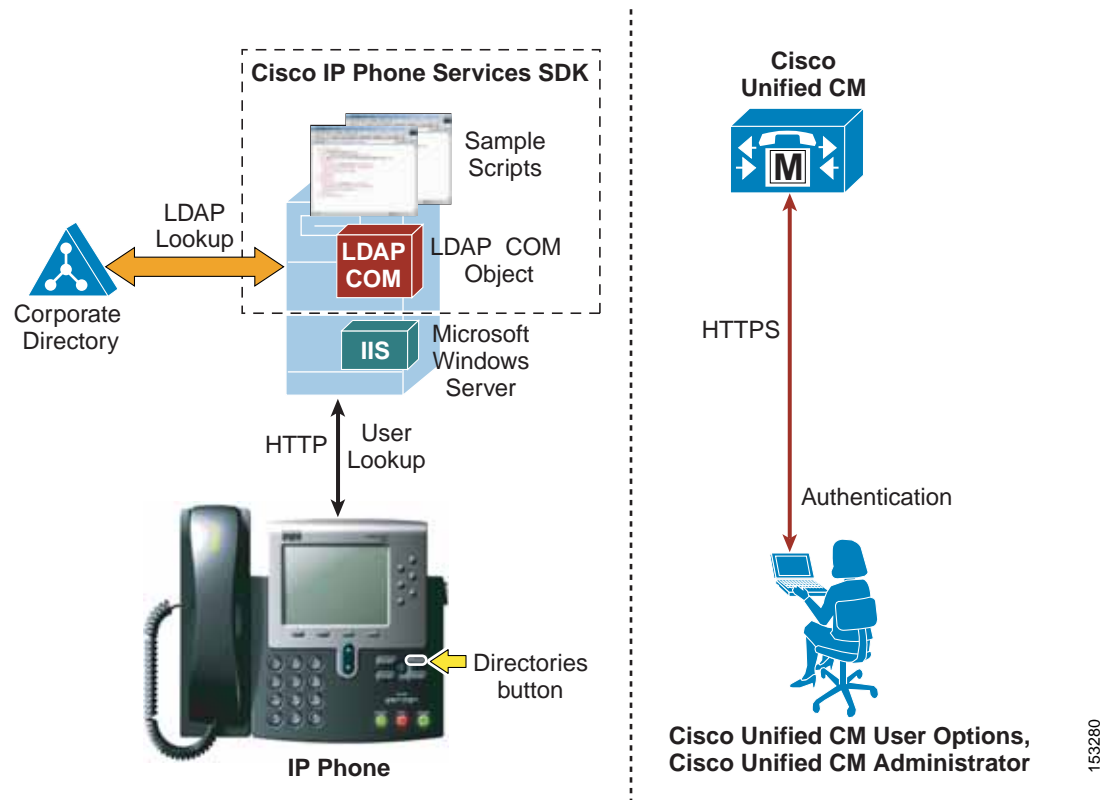 Cisco IP Phone Services SDK
Sample
Scripts
LDAP
Lookup
LDAP
COM
LDAP COM
Object
Corporate
Directory
IIS
Microsoft
Windows
Server
HTTP
User
Lookup
Directories
button
IP Phone
Cisco
Unified CM
M
HTTPS
Authentication
Cisco Unified CM User Options,
Cisco Unified CM Administrator
153280